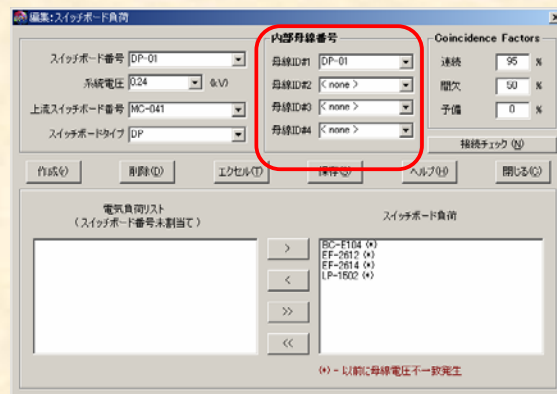 編集:スイッチボード負荷
スイッチボード番号 DP-01
系統電圧 0.24 (kV)
上流スイッチボード番号 MC-041
スイッチボードタイプ DP
内部母線番号
母線ID#1 DP-01
母線ID#2 < none >
母線ID#3 < none >
母線ID#4 < none >
Coincidence Factors
連続 95 %
間欠 50 %
予備 0 %
接続チェック(N)
作成(Y) 削除(D) エクセル(T) 保存(S) ヘルプ(H) 閉じる(C)
電気負荷リスト
(スイッチボード番号未割当て)
スイッチボード負荷
>
<
>>
<<
BC-E104 (*)
EF-2612 (*)
EF-2614 (*)
LP-1502 (*)
(*) - 以前に母線電圧不一致発生